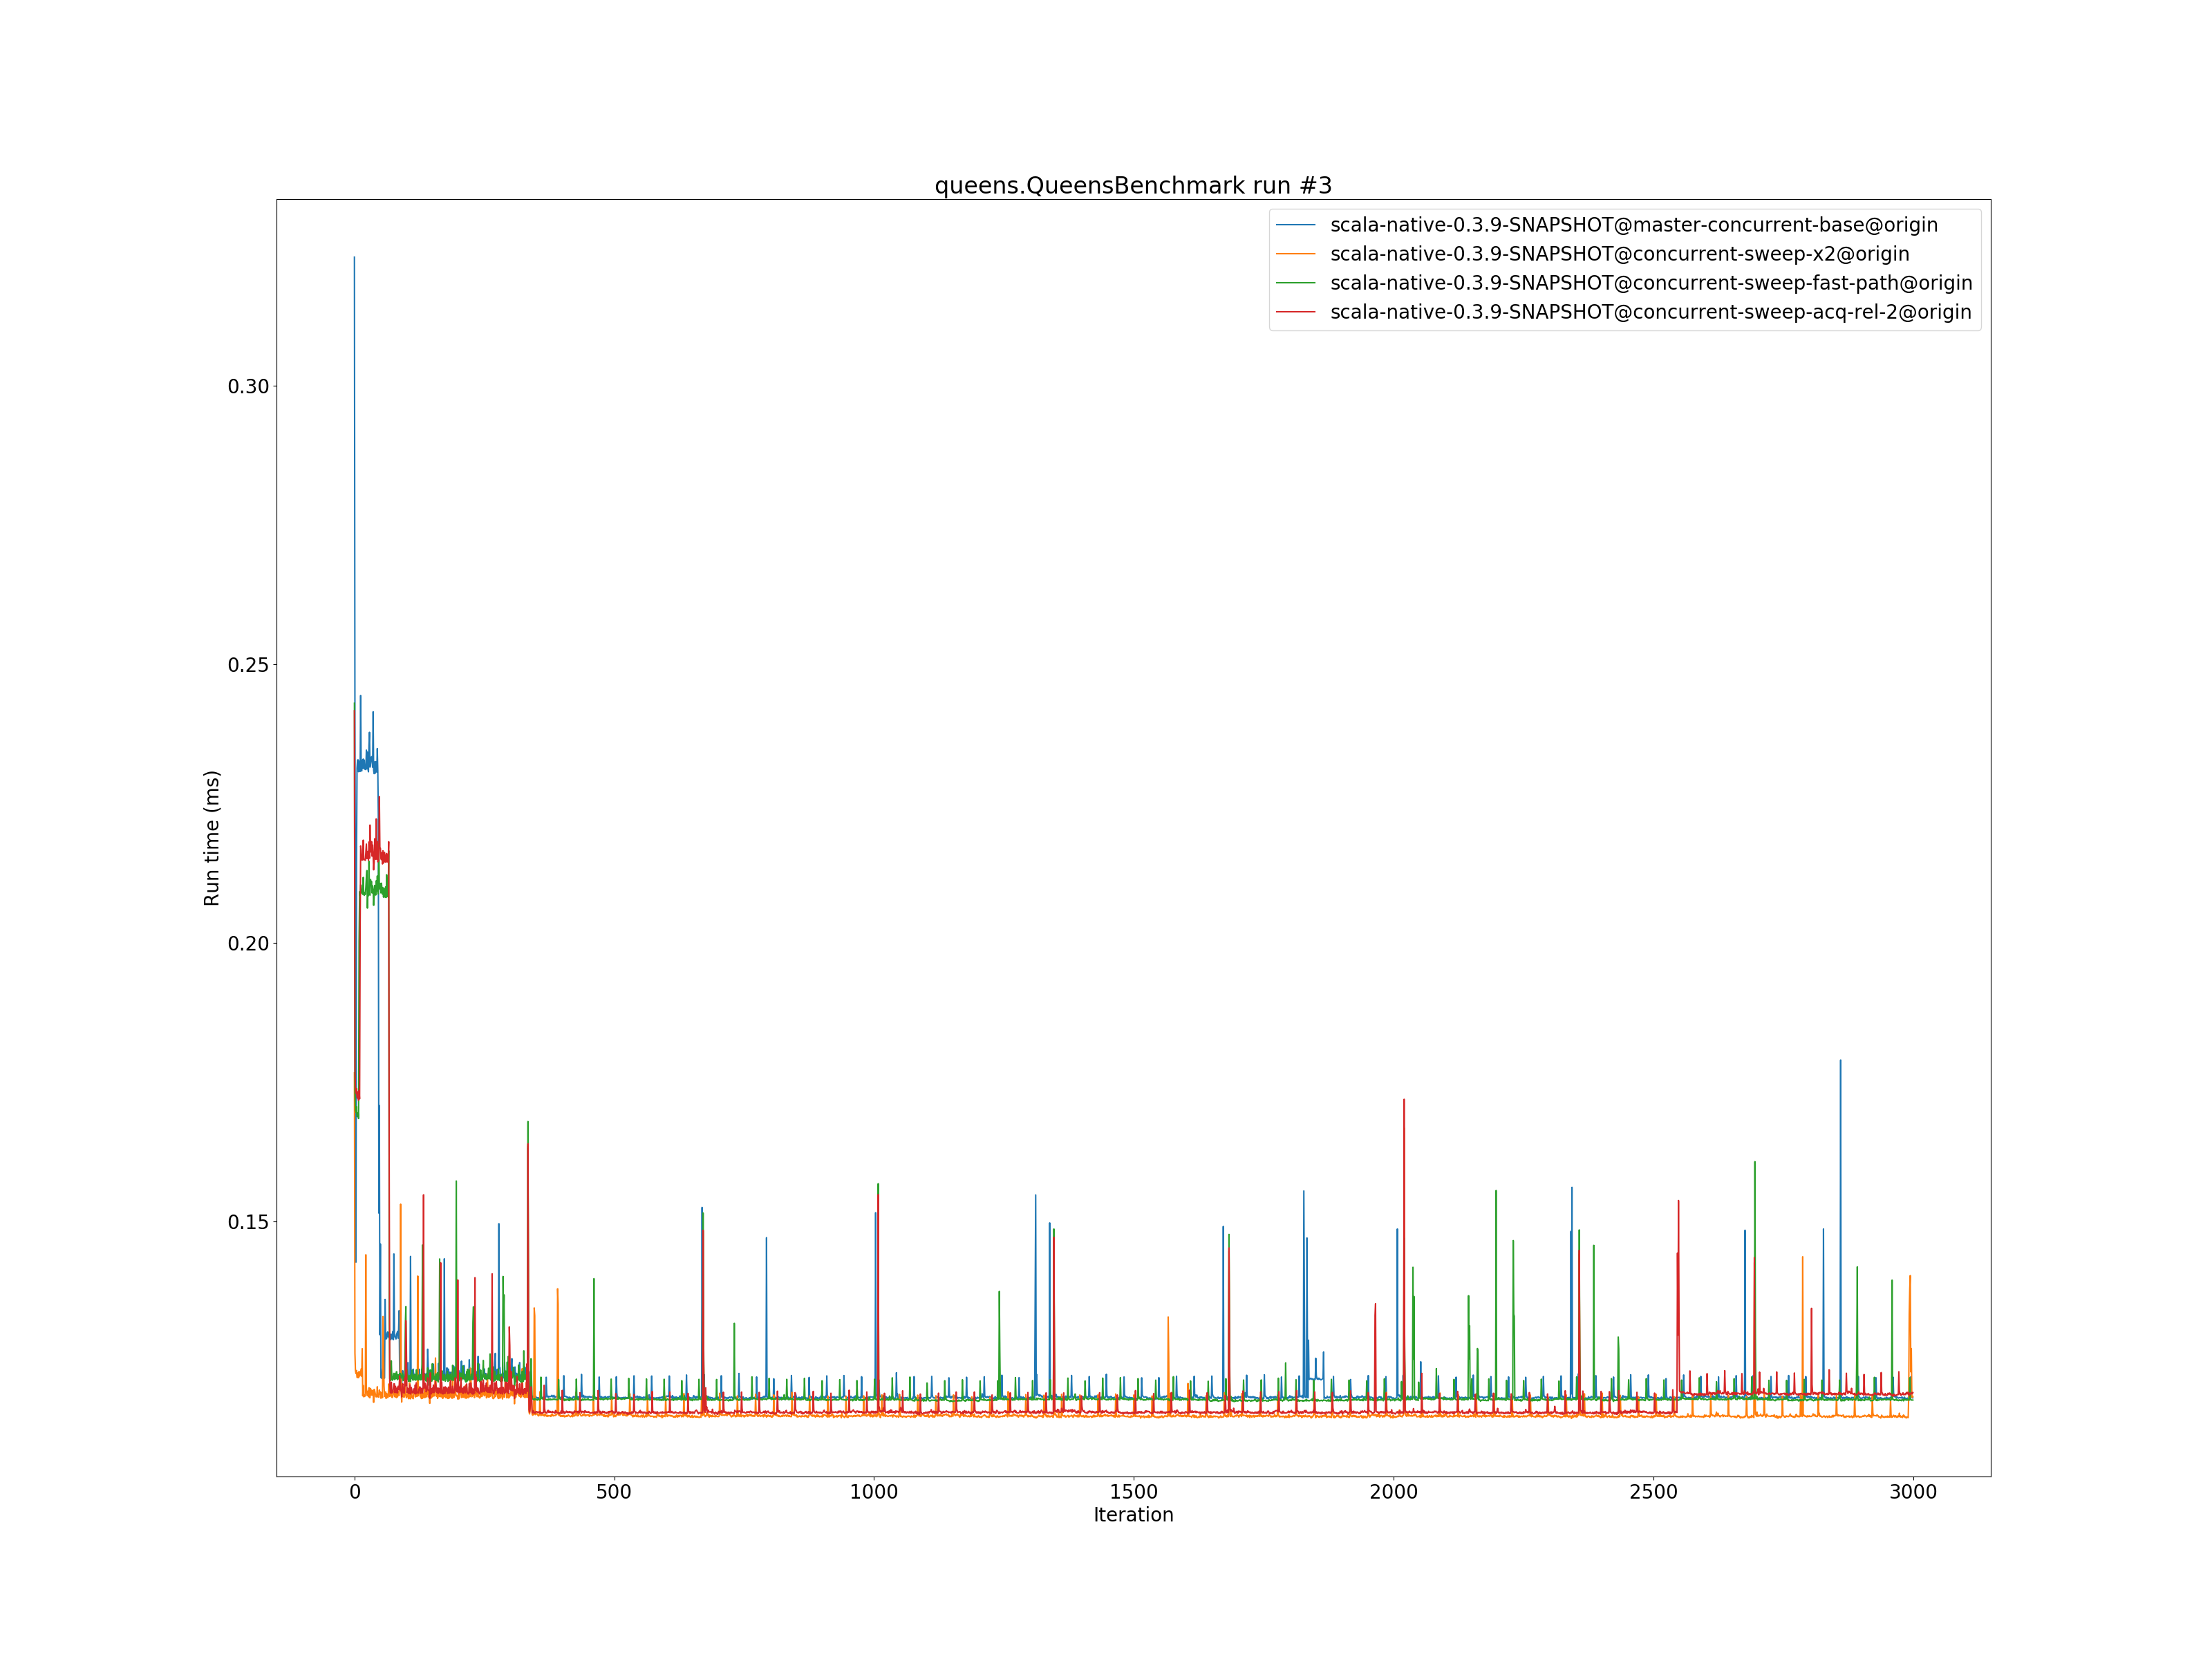 queens.QueensBenchmark run #3
scala-native-0.3.9-SNAPSHOT@master-concurrent-base@origin
scala-native-0.3.9-SNAPSHOT@concurrent-sweep-x2@origin
scala-native-0.3.9-SNAPSHOT@concurrent-sweep-fast-path@origin
scala-native-0.3.9-SNAPSHOT@concurrent-sweep-acq-rel-2@origin
0.30
0.25
0.20
0.15
Run time (ms)
0 500 1000 1500 2000 2500 3000
Iteration